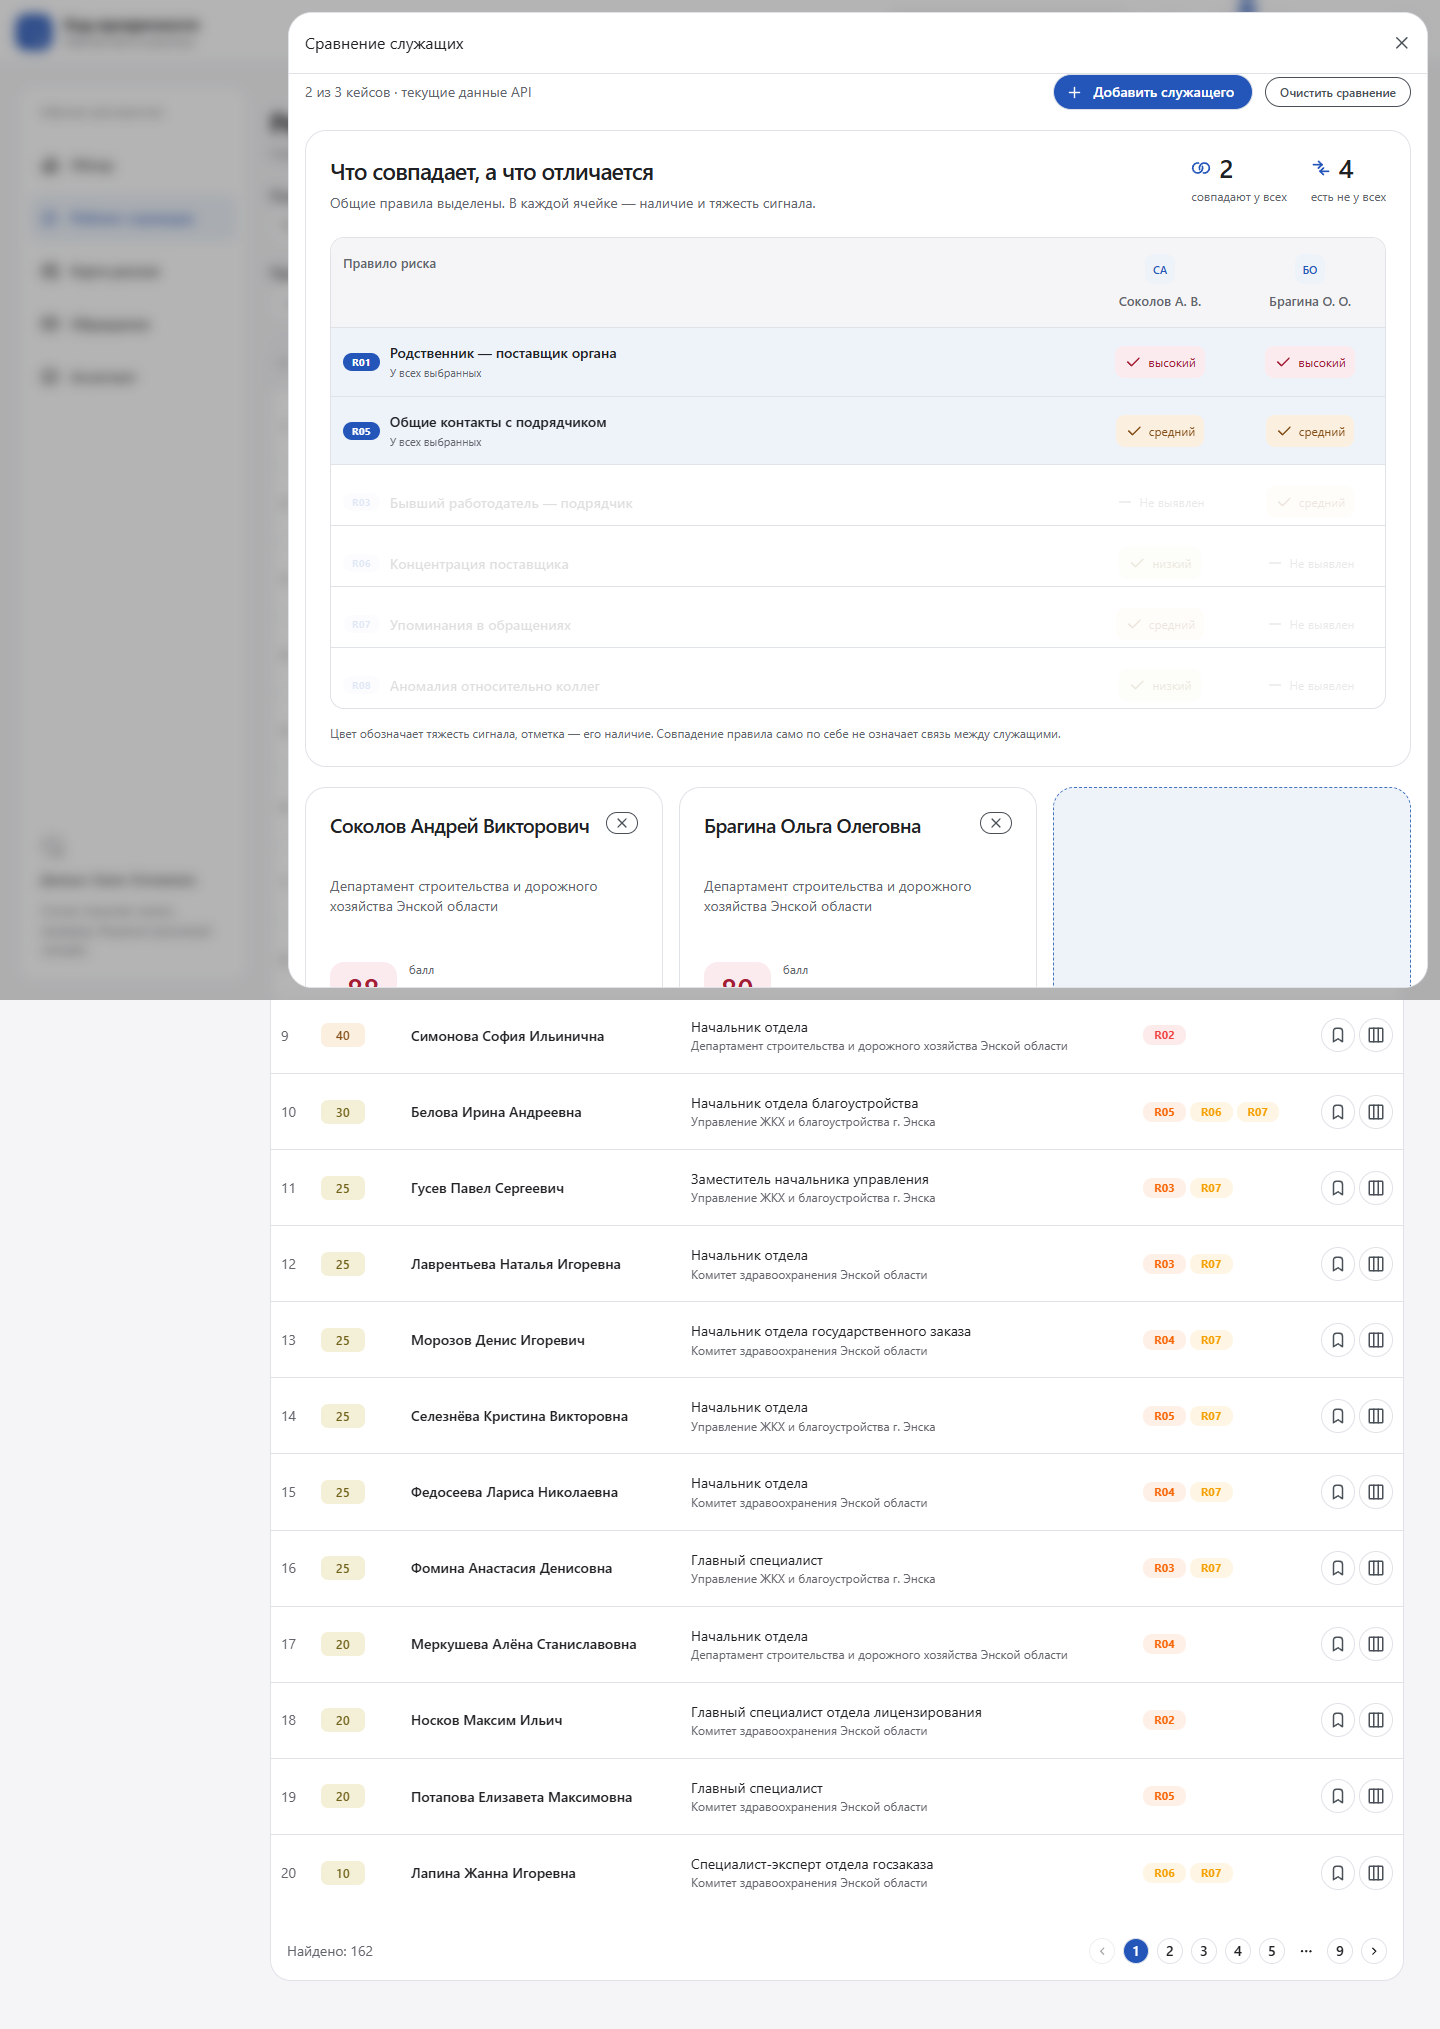 Сравнение служащих
2 из 3 кейсов · текущие данные API
Добавить служащего
Очистить сравнение
Что совпадает, а что отличается
Общие правила выделены. В каждой ячейке — наличие и тяжесть сигнала.
2
совпадают у всех
4
есть не у всех
Правило риска
СА
Соколов А. В.
БО
Брагина О. О.
R01 Родственник — поставщик органа
У всех выбранных
высокий
высокий
R05 Общие контакты с подрядчиком
У всех выбранных
средний
средний
R03 Бывший работодатель — подрядчик
Не выявлен
средний
R06 Концентрация поставщика
низкий
Не выявлен
R07 Упоминания в обращениях
средний
Не выявлен
R08 Аномалия относительно коллег
низкий
Не выявлен
Цвет обозначает тяжесть сигнала, отметка — его наличие. Совпадение правила само по себе не означает связь между служащими.
Соколов Андрей Викторович
Департамент строительства и дорожного
хозяйства Энской области
балл
Брагина Ольга Олеговна
Департамент строительства и дорожного
хозяйства Энской области
балл
9 40 Симонова София Ильинична Начальник отдела R02
Департамент строительства и дорожного хозяйства Энской области
10 30 Белова Ирина Андреевна Начальник отдела благоустройства R05 R06 R07
Управление ЖКХ и благоустройства г. Энска
11 25 Гусев Павел Сергеевич Заместитель начальника управления R03 R07
Управление ЖКХ и благоустройства г. Энска
12 25 Лаврентьева Наталья Игоревна Начальник отдела R03 R07
Комитет здравоохранения Энской области
13 25 Морозов Денис Игоревич Начальник отдела государственного заказа R04 R07
Комитет здравоохранения Энской области
14 25 Селезнёва Кристина Викторовна Начальник отдела R05 R07
Управление ЖКХ и благоустройства г. Энска
15 25 Федосеева Лариса Николаевна Начальник отдела R04 R07
Комитет здравоохранения Энской области
16 25 Фомина Анастасия Денисовна Главный специалист R03 R07
Управление ЖКХ и благоустройства г. Энска
17 20 Меркушева Алёна Станиславовна Начальник отдела R04
Департамент строительства и дорожного хозяйства Энской области
18 20 Носков Максим Ильич Главный специалист отдела лицензирования R02
Комитет здравоохранения Энской области
19 20 Потапова Елизавета Максимовна Главный специалист R05
Комитет здравоохранения Энской области
20 10 Лапина Жанна Игоревна Специалист-эксперт отдела госзаказа R06 R07
Комитет здравоохранения Энской области
Найдено: 162
1 2 3 4 5 ··· 9